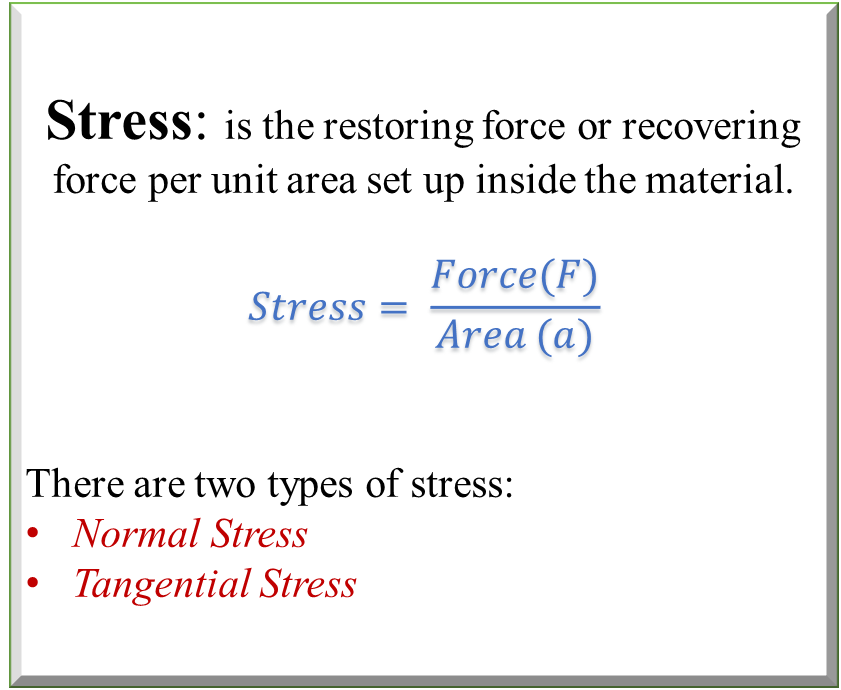 Stress: is the restoring force or recovering
force per unit area set up inside the material.
Stress = Force(F)
Area (a)
There are two types of stress:
• Normal Stress
• Tangential Stress